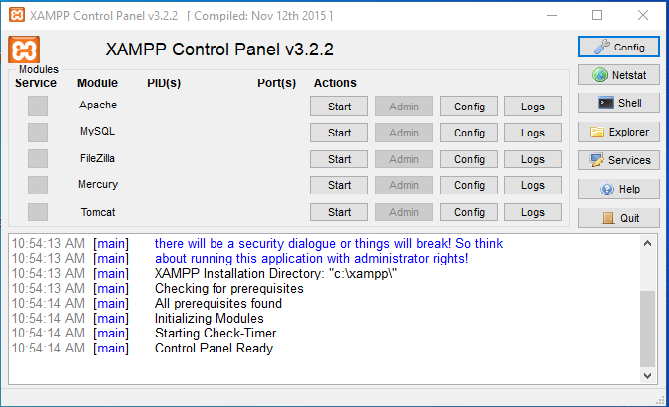 XAMPP Control Panel v3.2.2 [ Compiled: Nov 12th 2015 ]
XAMPP Control Panel v3.2.2
Config
Modules
Service Module PID(s) Port(s) Actions
Netstat
Apache Start Admin Config Logs
Shell
MySQL Start Admin Config Logs
Explorer
FileZilla Start Admin Config Logs
Services
Mercury Start Admin Config Logs
Help
Tomcat Start Admin Config Logs
Quit
10:54:13 AM [main] there will be a security dialogue or things will break! So think
10:54:13 AM [main] about running this application with administrator rights!
10:54:13 AM [main] XAMPP Installation Directory: "c:\xampp\"
10:54:13 AM [main] Checking for prerequisites
10:54:14 AM [main] All prerequisites found
10:54:14 AM [main] Initializing Modules
10:54:14 AM [main] Starting Check-Timer
10:54:14 AM [main] Control Panel Ready